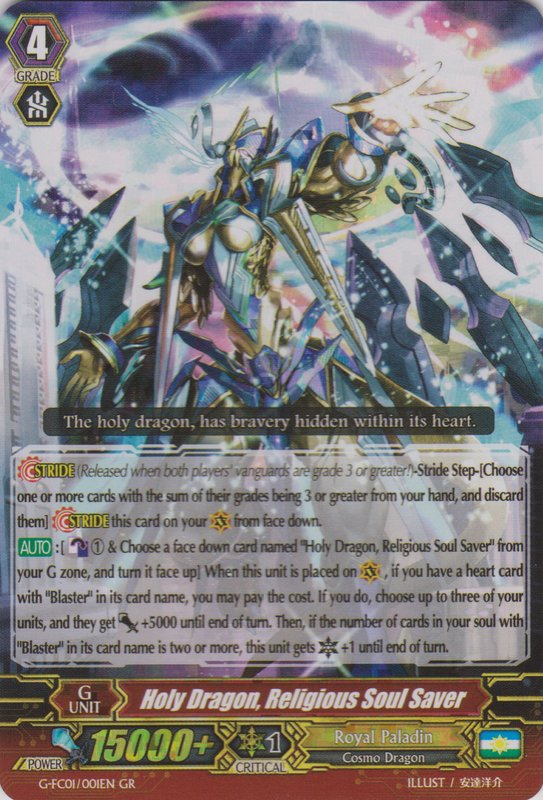 4
GRADE
The holy dragon, has bravery hidden within its heart.
STRIDE (Released when both players' vanguards are grade 3 or greater!)-Stride Step-[Choose
one or more cards with the sum of their grades being 3 or greater from your hand, and discard
them] STRIDE this card on your from face down.
AUTO :[ ① & Choose a face down card named "Holy Dragon, Religious Soul Saver" from
your G zone, and turn it face up] When this unit is placed on , if you have a heart card
with "Blaster" in its card name, you may pay the cost. If you do, choose up to three of your
units, and they get +5000 until end of turn. Then, if the number of cards in your soul with
"Blaster" in its card name is two or more, this unit gets +1 until end of turn.
G
UNIT
Holy Dragon, Religious Soul Saver
POWER
15000+
1
CRITICAL
Royal Paladin
Cosmo Dragon
G-FC01/001EN GR
ILLUST / 安達洋介